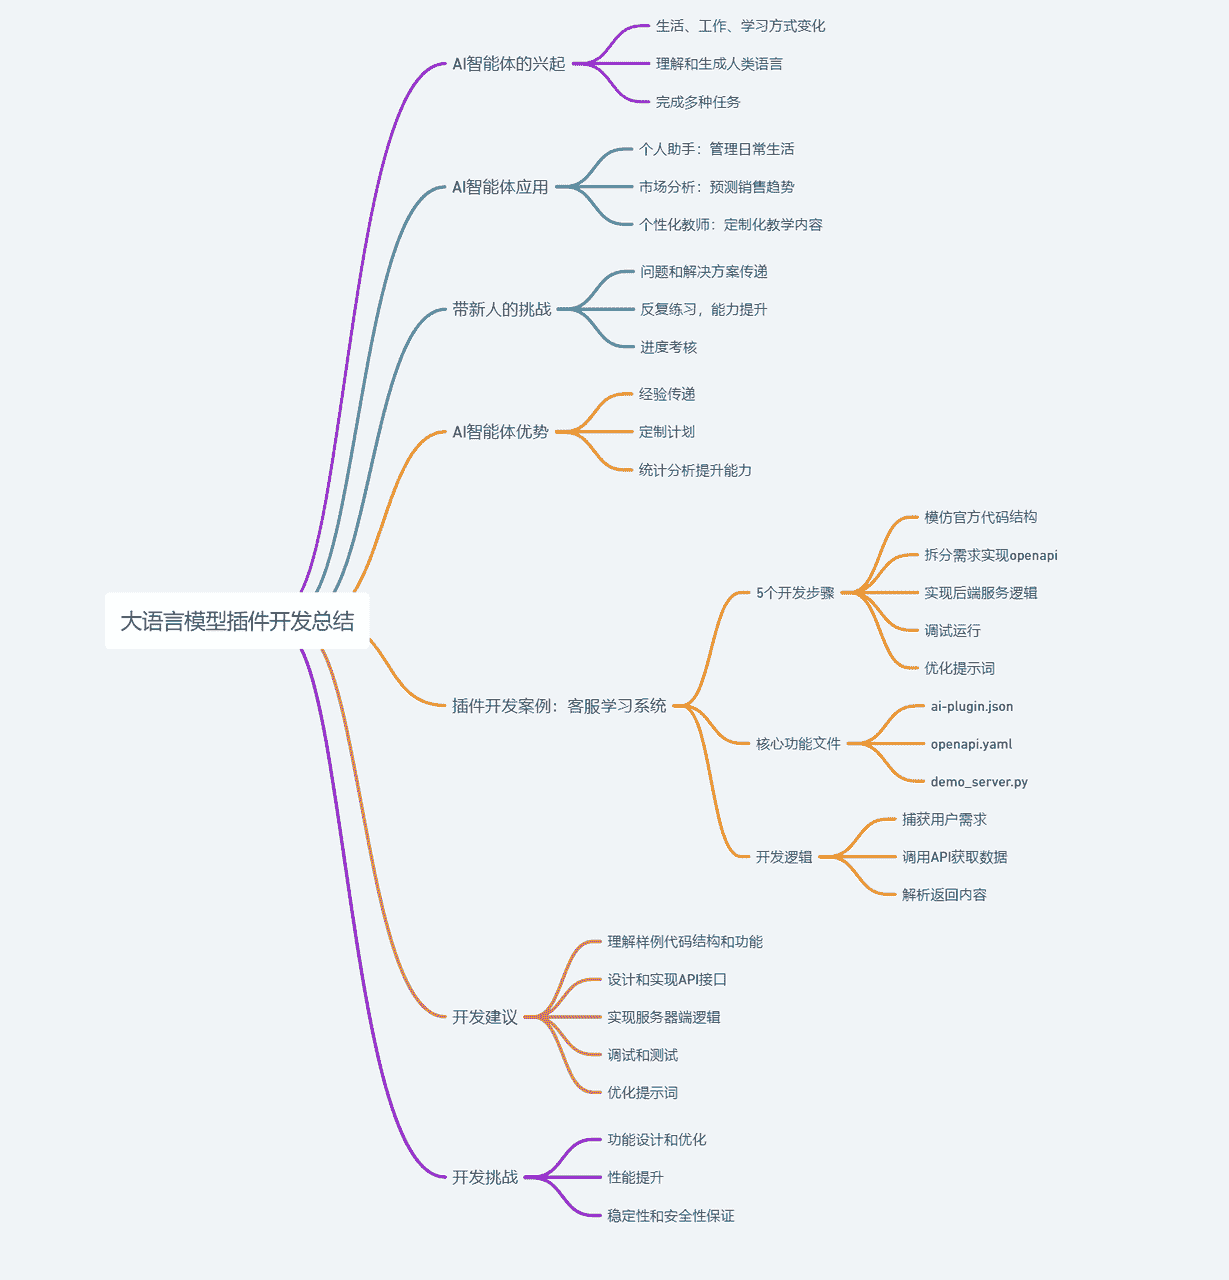 大语言模型插件开发总结
AI智能体的兴起
生活、工作、学习方式变化
理解和生成人类语言
完成多种任务
AI智能体应用
个人助手：管理日常生活
市场分析：预测销售趋势
个性化教师：定制化教学内容
带新人的挑战
问题和解决方案传递
反复练习，能力提升
进度考核
AI智能体优势
经验传递
定制计划
统计分析提升能力
插件开发案例：客服学习系统
5个开发步骤
模仿官方代码结构
拆分需求实现openapi
实现后端服务逻辑
调试运行
优化提示词
核心功能文件
ai-plugin.json
openapi.yaml
demo_server.py
开发逻辑
捕获用户需求
调用API获取数据
解析返回内容
开发建议
理解样例代码结构和功能
设计和实现API接口
实现服务器端逻辑
调试和测试
优化提示词
开发挑战
功能设计和优化
性能提升
稳定性和安全性保证